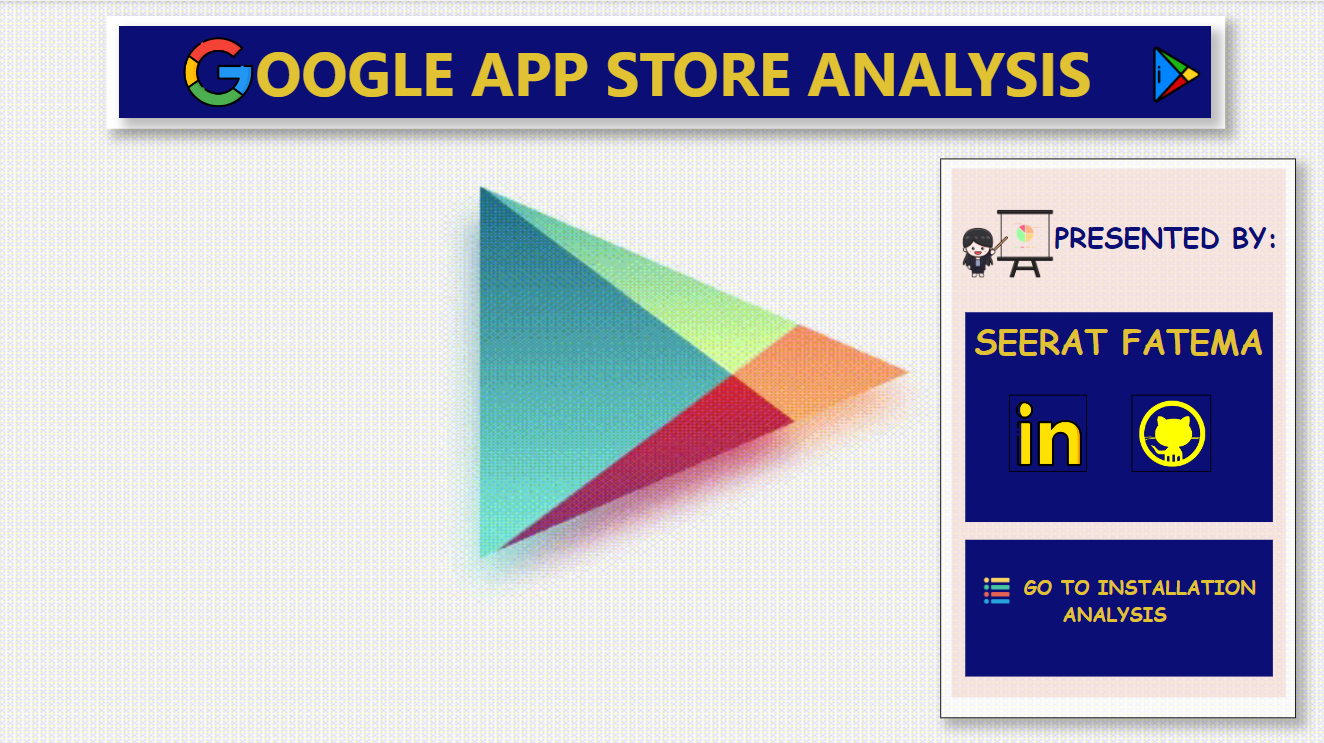 GOOGLE APP STORE ANALYSIS
PRESENTED BY:
SEERAT FATEMA
in
GO TO INSTALLATION
ANALYSIS